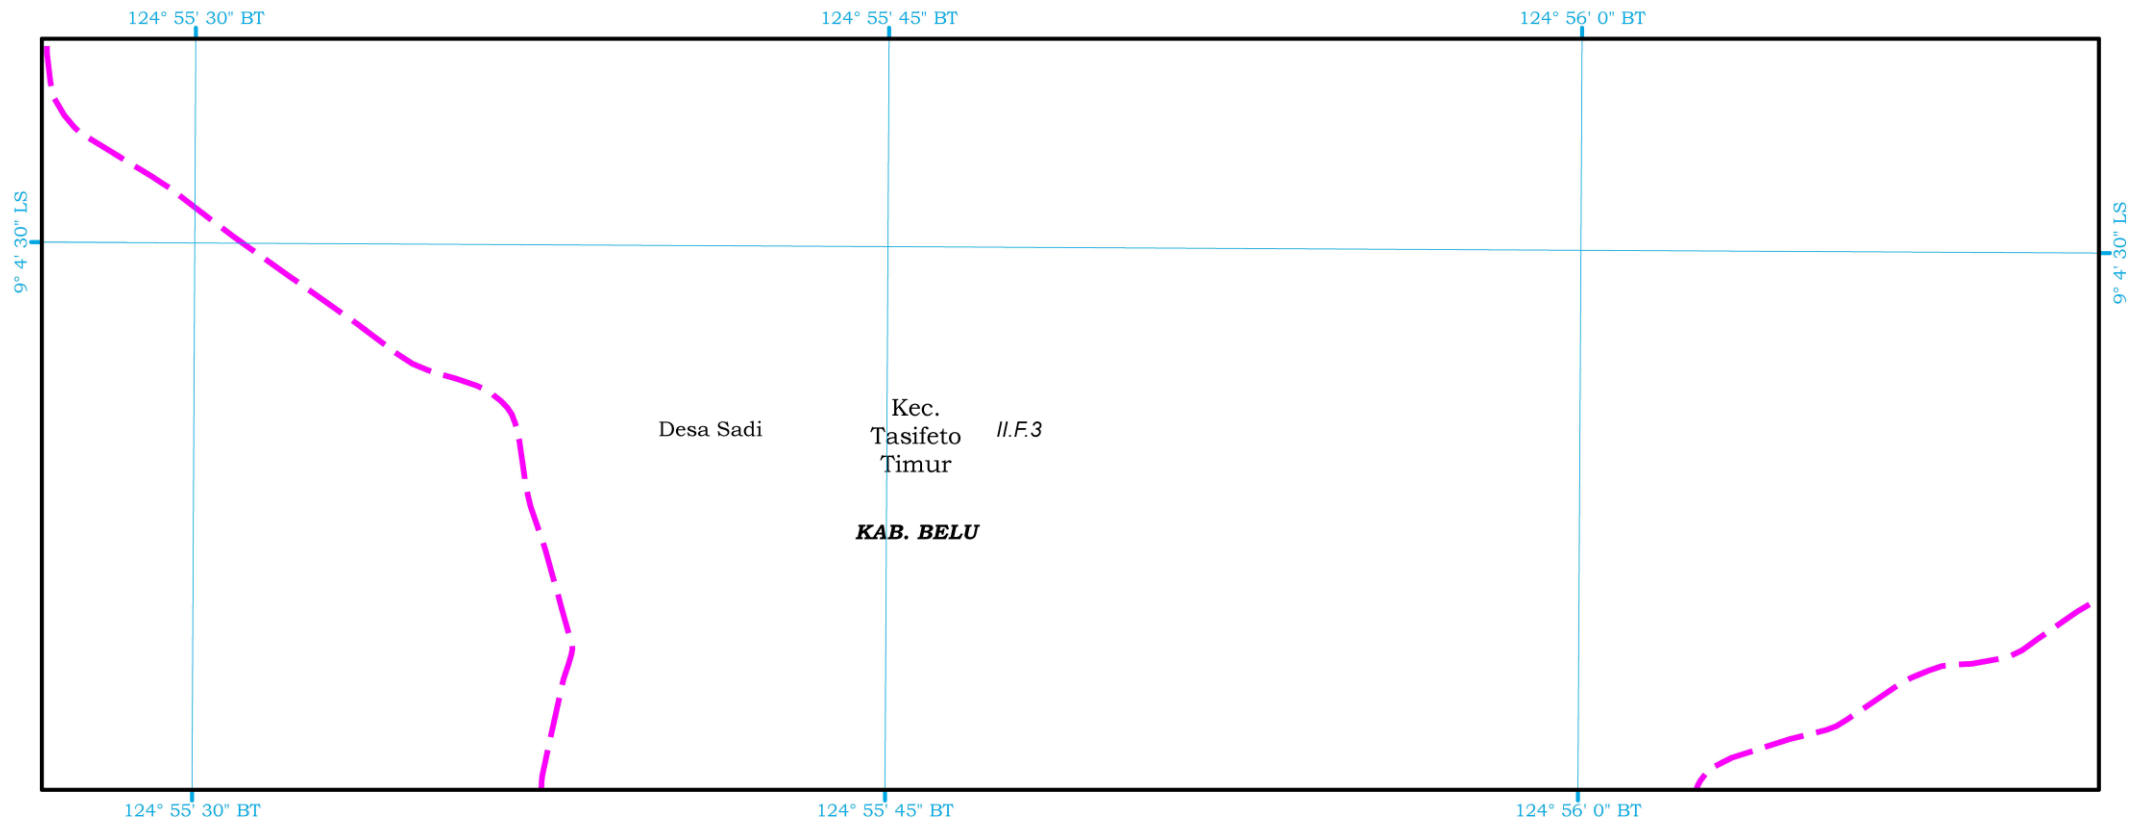 124° 55' 30" BT
124° 55' 45" BT
124° 56' 0" BT
9° 4' 30" LS
9° 4' 30" LS
Desa Sadi
Kec.
Tasifeto
Timur
II.F.3
KAB. BELU
124° 55' 30" BT
124° 55' 45" BT
124° 56' 0" BT